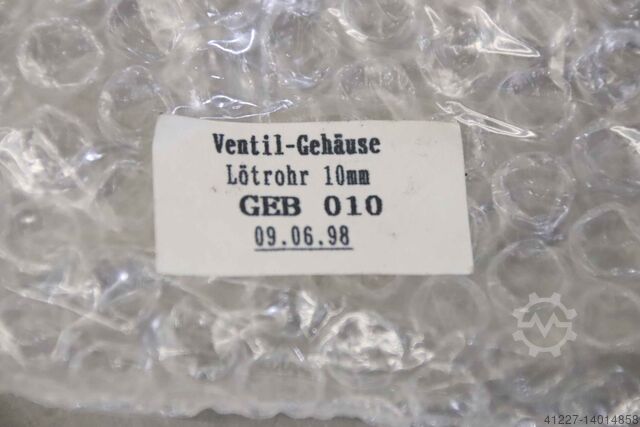 Ventil-Gehäuse
Lötrohr 10mm
GEB 010
09.06.98
41227-14014858